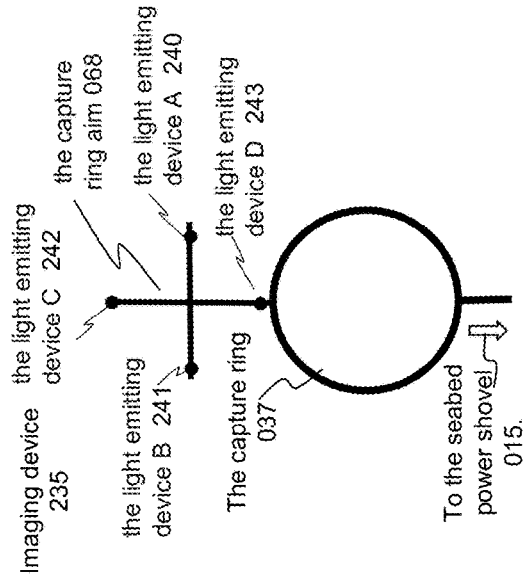 Imaging device
235
the light emitting
device C 242
the capture
ring aim 068
the light emitting
device B 241
the light emitting
device A 240
the light emitting
device D 243
The capture ring
037
To the seabed
power shovel
015.